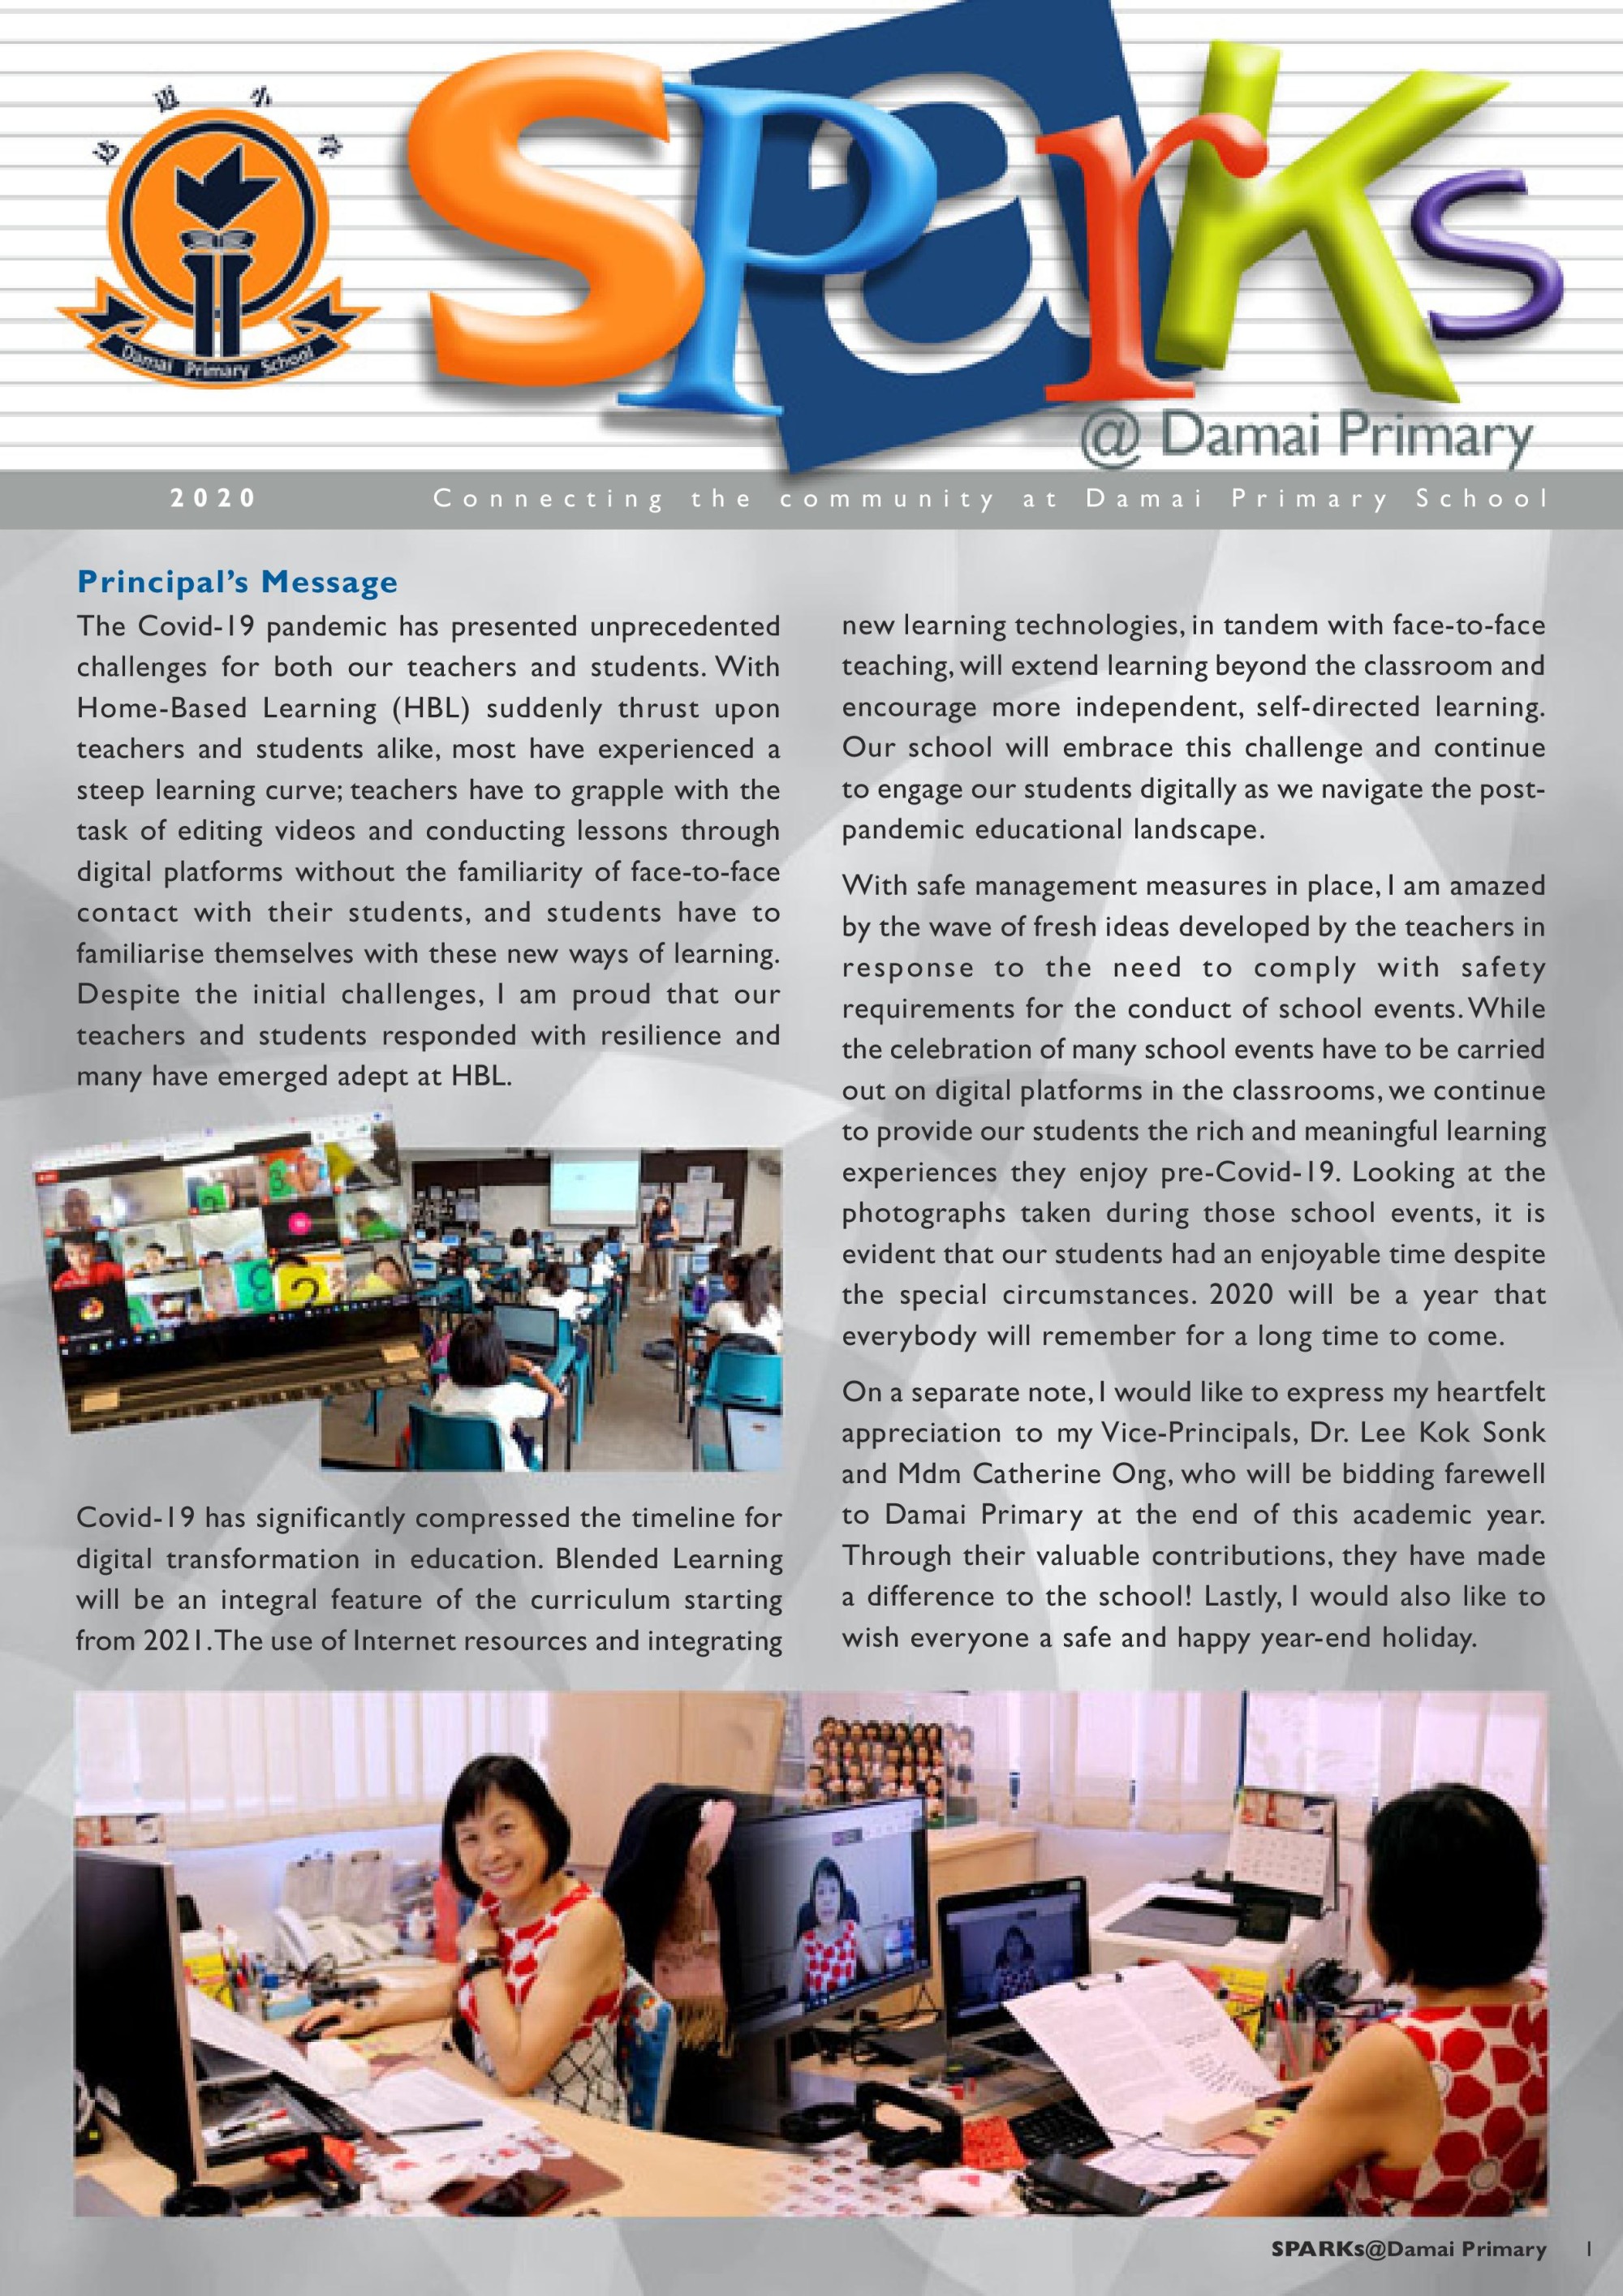 SPaRKs
@ Damai Primary
Damai Primary School
2020 Connecting the community at Damai Primary School
Principal's Message
The Covid-19 pandemic has presented unprecedented
challenges for both our teachers and students. With
Home-Based Learning (HBL) suddenly thrust upon
teachers and students alike, most have experienced a
steep learning curve; teachers have to grapple with the
task of editing videos and conducting lessons through
digital platforms without the familiarity of face-to-face
contact with their students, and students have to
familiarise themselves with these new ways of learning.
Despite the initial challenges, I am proud that our
teachers and students responded with resilience and
many have emerged adept at HBL.
Covid-19 has significantly compressed the timeline for
digital transformation in education. Blended Learning
will be an integral feature of the curriculum starting
from 2021. The use of Internet resources and integrating
new learning technologies, in tandem with face-to-face
teaching, will extend learning beyond the classroom and
encourage more independent, self-directed learning.
Our school will embrace this challenge and continue
to engage our students digitally as we navigate the post-
pandemic educational landscape.
With safe management measures in place, I am amazed
by the wave of fresh ideas developed by the teachers in
response to the need to comply with safety
requirements for the conduct of school events. While
the celebration of many school events have to be carried
out on digital platforms in the classrooms, we continue
to provide our students the rich and meaningful learning
experiences they enjoy pre-Covid-19. Looking at the
photographs taken during those school events, it is
evident that our students had an enjoyable time despite
the special circumstances. 2020 will be a year that
everybody will remember for a long time to come.
On a separate note, I would like to express my heartfelt
appreciation to my Vice-Principals, Dr. Lee Kok Sonk
and Mdm Catherine Ong, who will be bidding farewell
to Damai Primary at the end of this academic year.
Through their valuable contributions, they have made
a difference to the school! Lastly, I would also like to
wish everyone a safe and happy year-end holiday.
SPARKs@Damai Primary 1